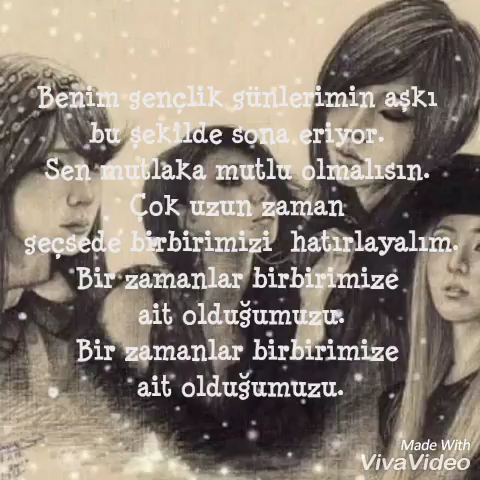 Benim gençlik günlerimin aşkı
bu şekilde sona eriyor.
Sen mutlaka mutlu olmalısın.
Çok uzun zaman
geçsede birbirimizi hatırlayalım.
Bir zamanlar birbirimize
ait olduğumuzu.
Bir zamanlar birbirimize
ait olduğumuzu.
Made With
VivaVideo